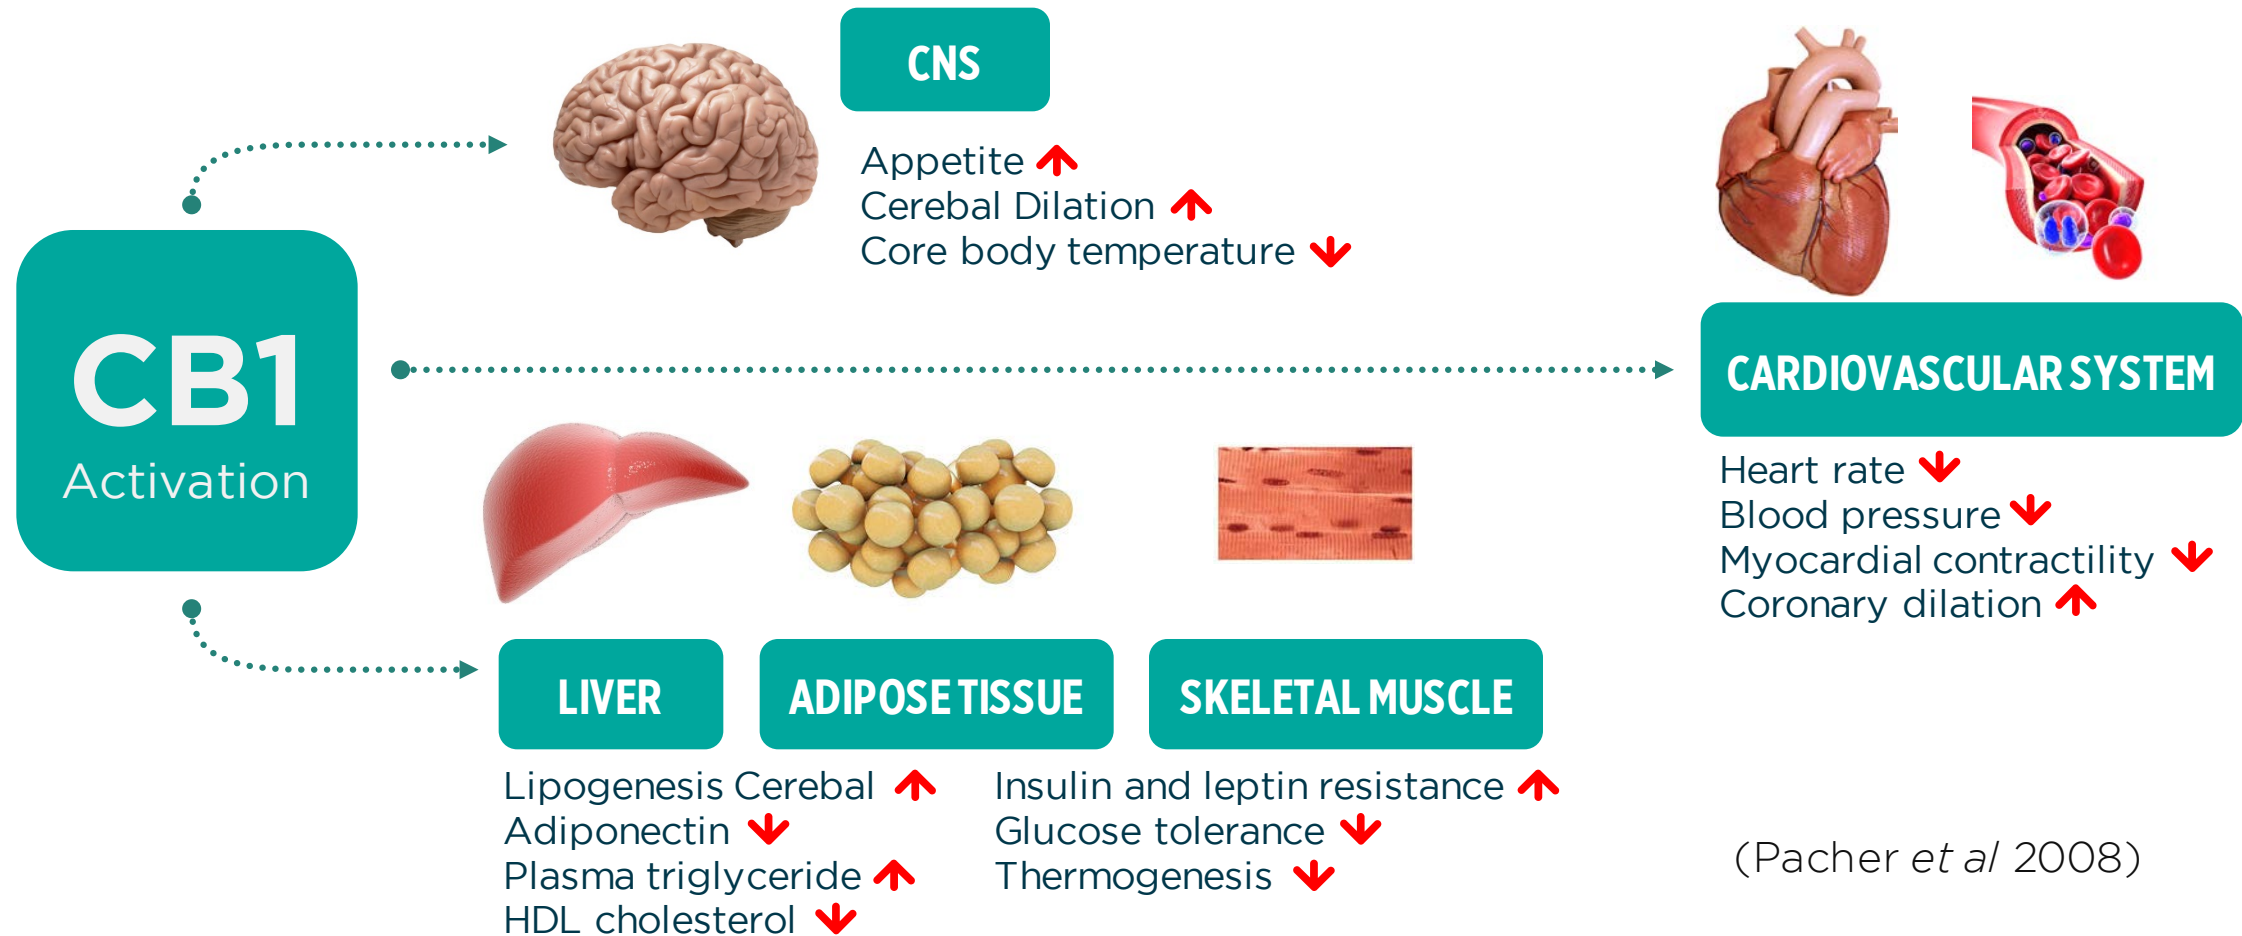 CNS
Appetite
Cerebal Dilation
Core body temperature
CB1
Activation
CARDIOVASCULAR SYSTEM
Heart rate
Blood pressure
Myocardial contractility
Coronary dilation
LIVER
ADIPOSE TISSUE
SKELETAL MUSCLE
Lipogenesis Cerebal
Adiponectin
Plasma triglyceride
HDL cholesterol
Insulin and leptin resistance
Glucose tolerance
Thermogenesis
(Pacher et al 2008)